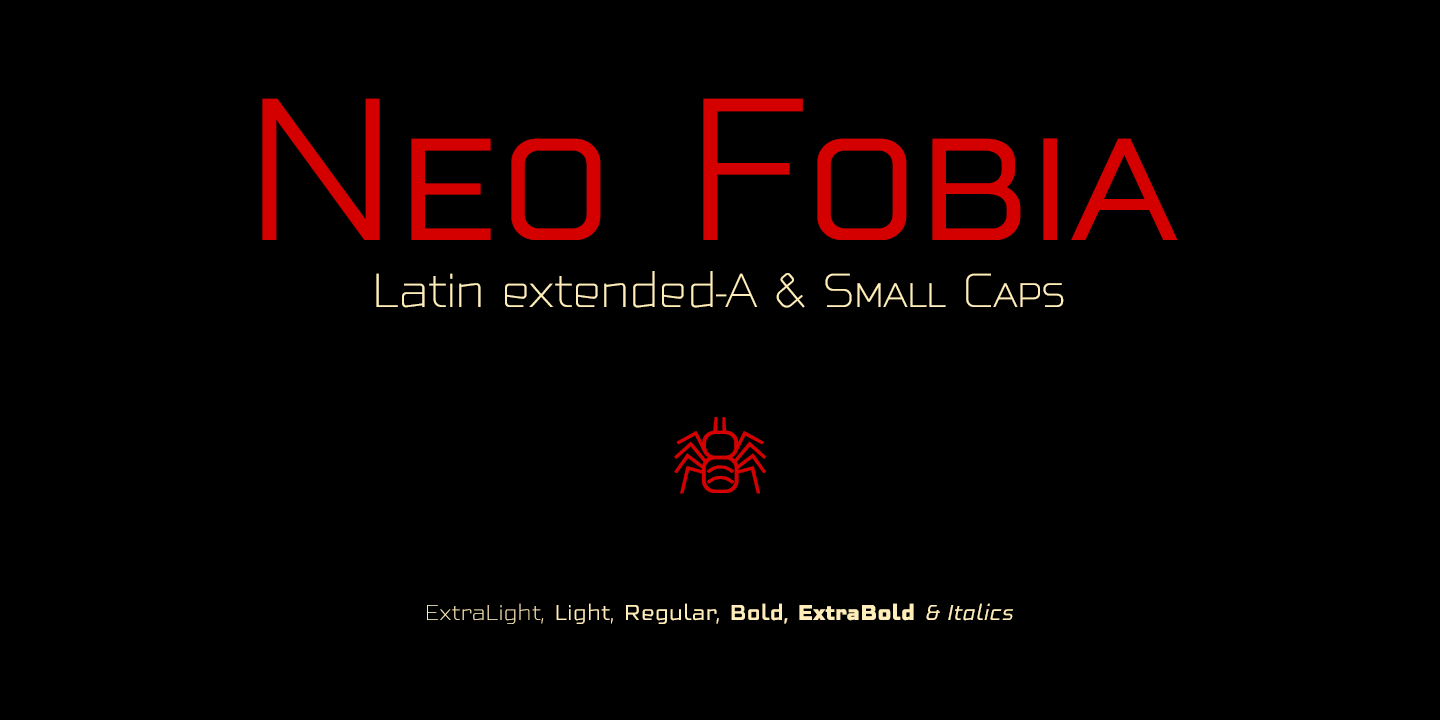 Neo Fobia
Latin extended-A & Small Caps
ExtraLight, Light, Regular, Bold, ExtraBold & Italics